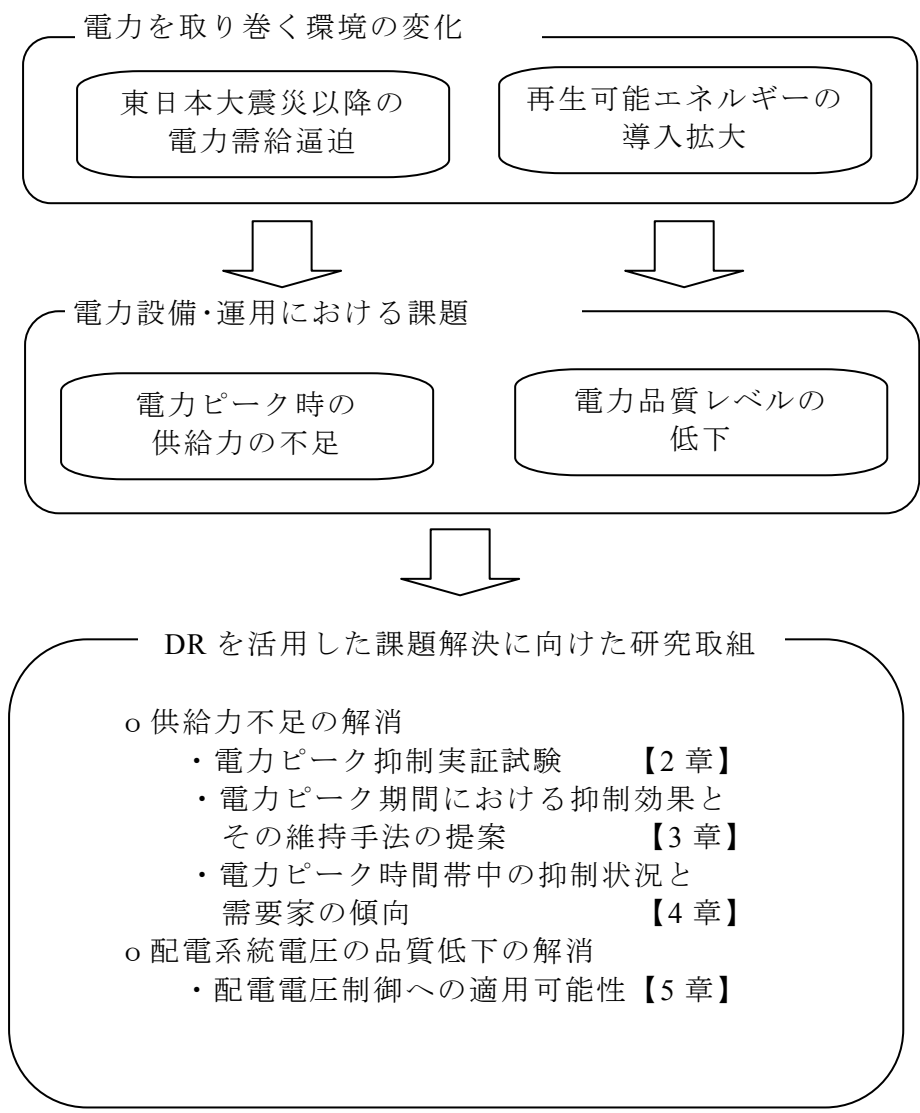 電力を取り巻く環境の変化
東日本大震災以降の
電力需給逼迫
再生可能エネルギーの
導入拡大
電力設備・運用における課題
電力ピーク時の
供給力の不足
電力品質レベルの
低下
DRを活用した課題解決に向けた研究取組
o 供給力不足の解消
・電力ピーク抑制実証試験 【2 章】
・電力ピーク期間における抑制効果と
その維持手法の提案 【3 章】
・電力ピーク時間帯中の抑制状況と
需要家の傾向 【4 章】
o 配電系統電圧の品質低下の解消
・配電電圧制御への適用可能性【5 章】